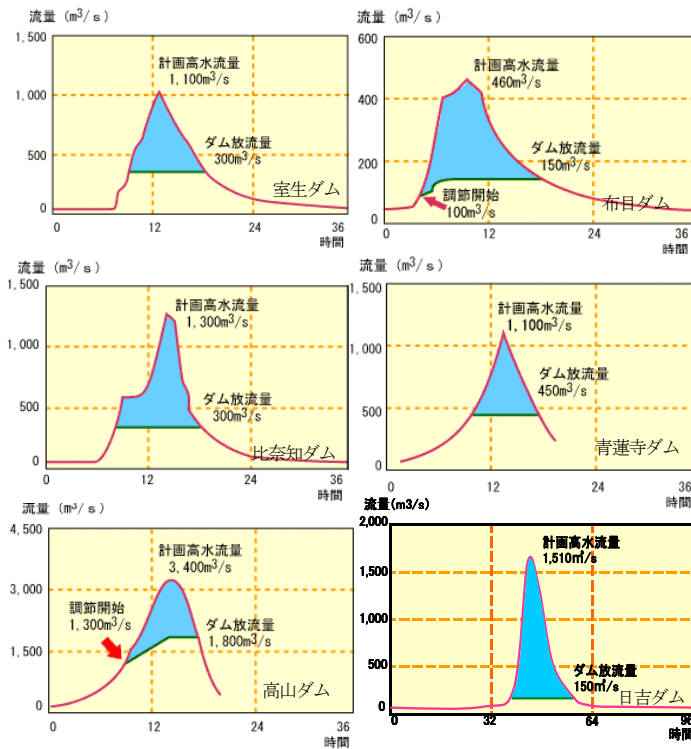 流量 (m³/s)
1,500
計画高水流量
1,100m³/s
1,000
ダム放流量
300m³/s
500
室生ダム
0
0
12
24
36
時間
流量 (m³/s)
600
計画高水流量
460m³/s
400
ダム放流量
150m³/s
200
調節開始
100m³/s
布目ダム
0
0
12
24
36
時間
流量 (m³/s)
1,500
計画高水流量
1,300m³/s
1,000
ダム放流量
300m³/s
500
比奈知ダム
0
0
12
24
36
時間
流量 (m³/s)
1,500
計画高水流量
1,100m³/s
1,000
ダム放流量
450m³/s
500
青蓮寺ダム
0
0
12
24
36
時間
流量 (m³/s)
4,500
計画高水流量
3,400m³/s
3,000
調節開始
1,300m³/s
ダム放流量
1,800m³/s
1,500
高山ダム
0
0
12
24
36
時間
流量(m3/s)
2,000
計画高水流量
1,510㎥/s
1,500
1,000
500
ダム放流量
150㎥/s
日吉ダム
0
0
32
64
96
時間